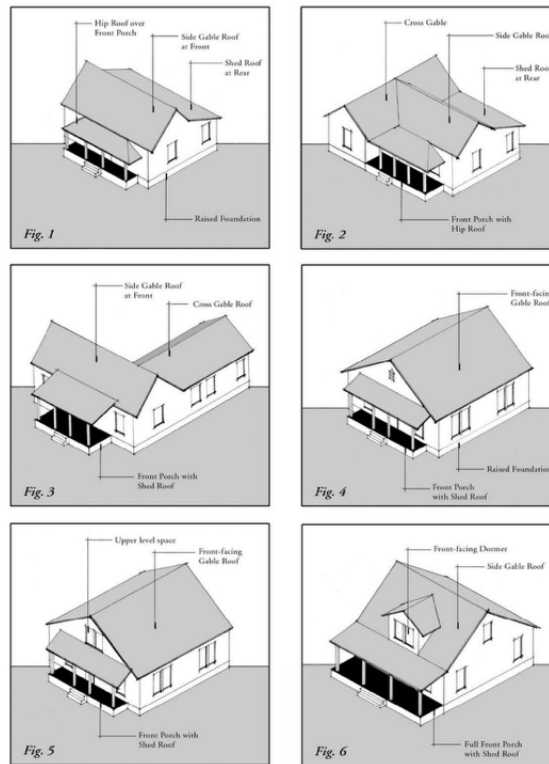 Hip Roof over
Front Porch
Side Gable Roof
at Front
Shed Roof
at Rear
Raised Foundation
Fig. 1
Cross Gable
Side Gable Roof
Shed Roof
at Rear
Front Porch with
Hip Roof
Fig. 2
Side Gable Roof
at Front
Cross Gable Roof
Front Porch with
Shed Roof
Fig. 3
Front-facing
Gable Roof
Raised Foundation
Front Porch
with Shed Roof
Fig. 4
Upper level space
Front-facing
Gable Roof
Front Porch with
Shed Roof
Fig. 5
Front-facing Dormer
Side Gable Roof
Full Front Porch
with Shed Roof
Fig. 6